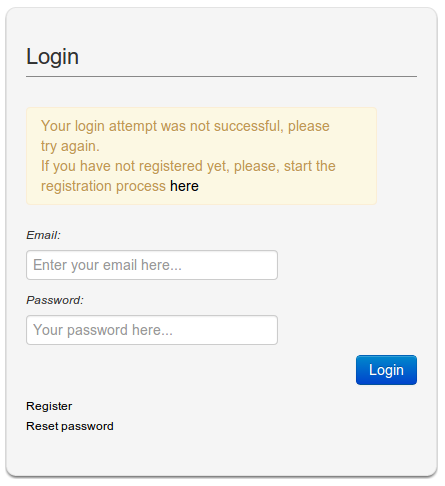 Login
Your login attempt was not successful, please
try again.
If you have not registered yet, please, start the
registration process here
Email:
Enter your email here...
Password:
Your password here...
Login
Register
Reset password